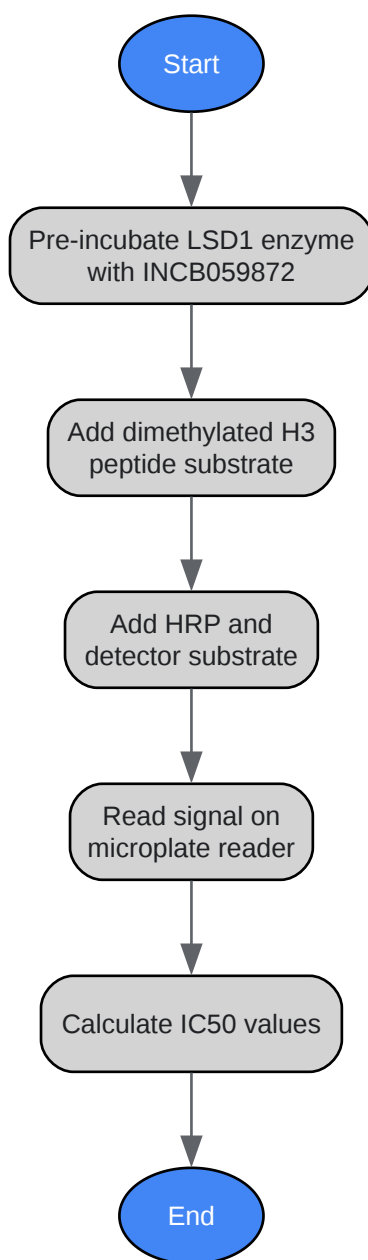 Start
Pre-incubate LSD1 enzyme
with INCB059872
Add dimethylated H3
peptide substrate
Add HRP and
detector substrate
Read signal on
microplate reader
Calculate IC50 values
End